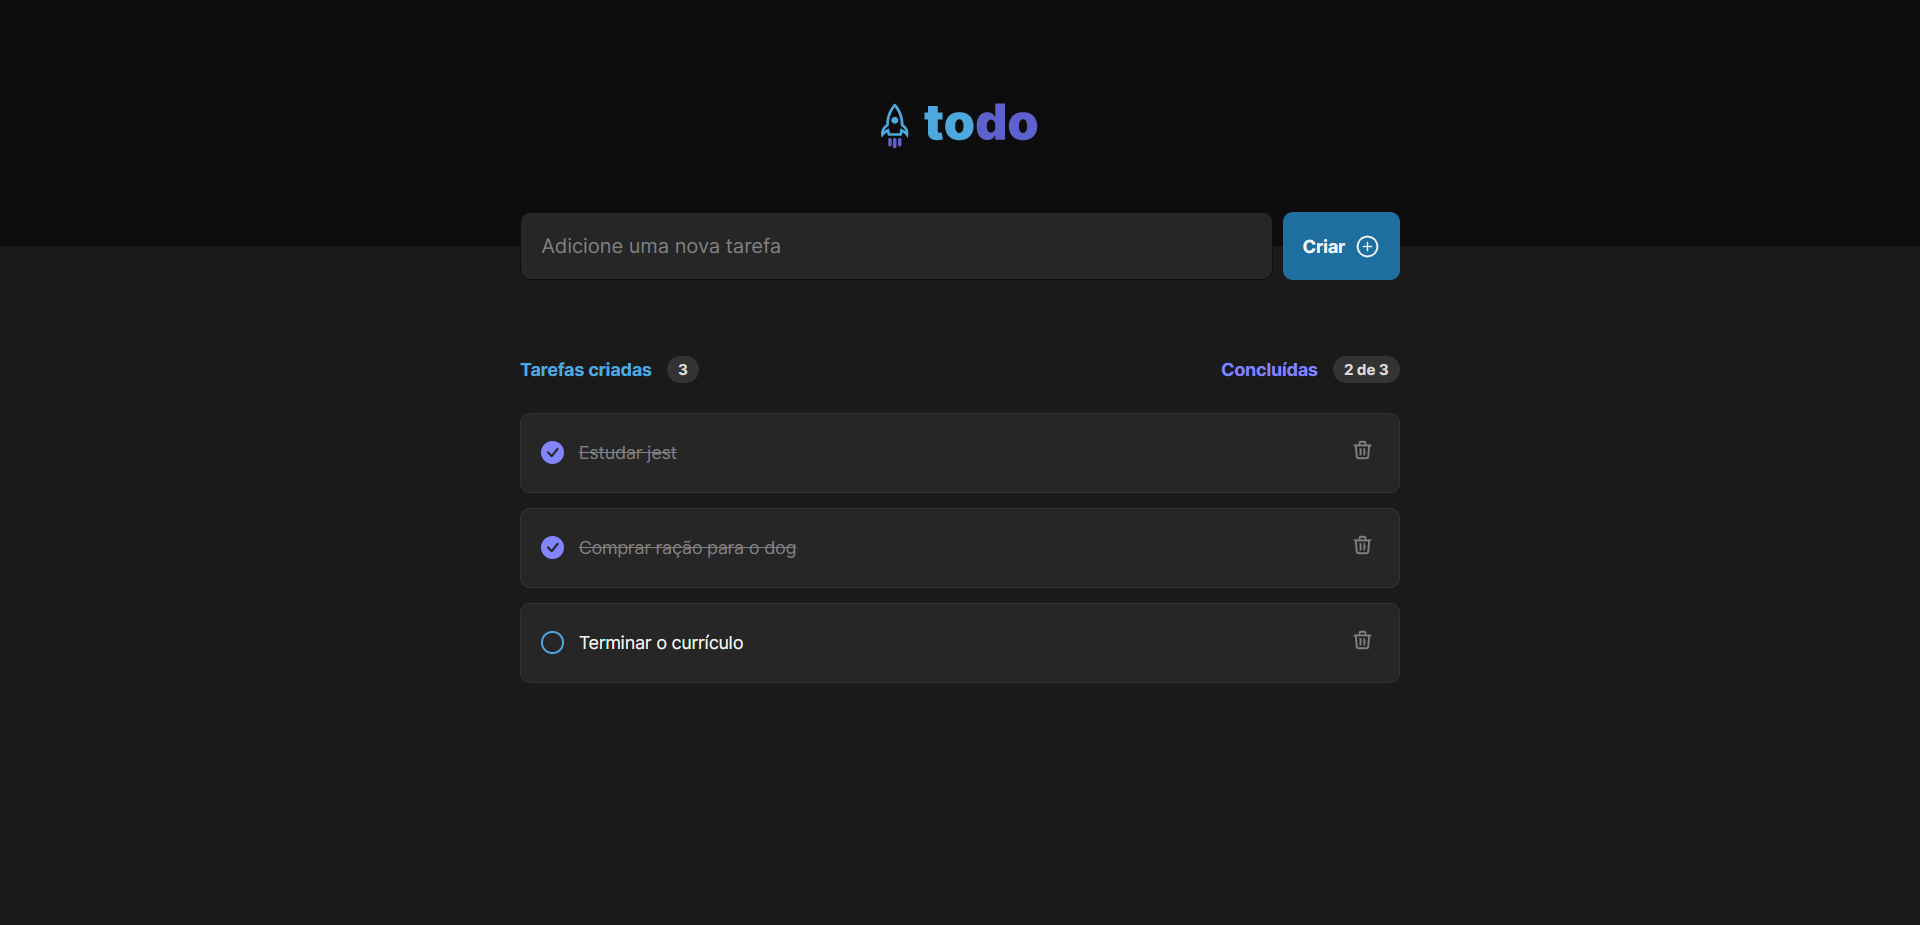 todo
Adicione uma nova tarefa
Criar
Tarefas criadas 3
Concluídas 2 de 3
Estudar jest
Comprar ração para o dog
Terminar o currículo